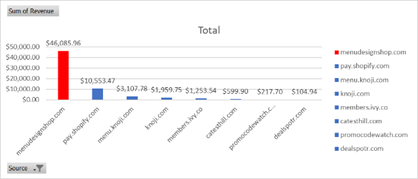 Sum of Revenue
Total
$50,000.00
$40,000.00
$30,000.00
$20,000.00
$10,000.00
$0.00
$46,085.96
$10,553.47
$3,107.78
$1,959.75
$1,253.54
$599.90
$217.70
$104.94
menudesignshop.com
pay.shopify.com
menu.knoji.com
knoji.com
members.ivy.co
catesthill.com
promocodewatch.c...
dealspotr.com
menudesignshop.com
pay.shopify.com
menu.knoji.com
knoji.com
members.ivy.co
catesthill.com
promocodewatch.com
dealspotr.com
Source